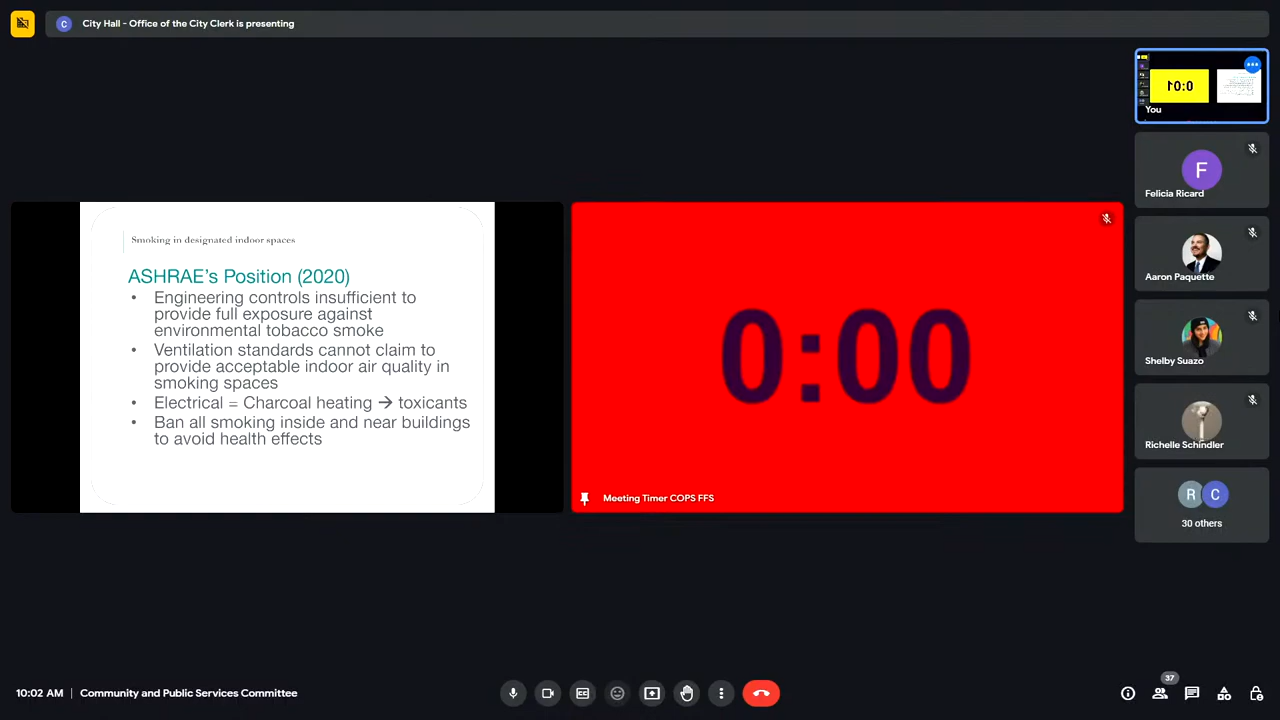 City Hall - Office of the City Clerk is presenting
C
0:01
You
F
Felicia Ricard
Aaron Paquette
Shelby Suazo
Richelle Schindler
R C
30 others
Smoking in designated indoor spaces
ASHRAE's Position (2020)
• Engineering controls insufficient to
provide full exposure against
environmental tobacco smoke
• Ventilation standards cannot claim to
provide acceptable indoor air quality in
smoking spaces
• Electrical = Charcoal heating → toxicants
• Ban all smoking inside and near buildings
to avoid health effects
0:00
Meeting Timer COPS FFS
10:02 AM | Community and Public Services Committee
37